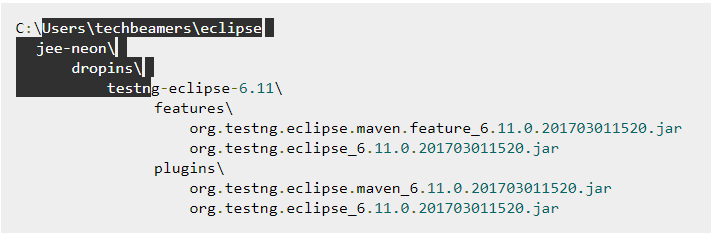 C:\Users\techbeamers\eclipse
jee-neon\
dropins\
testng-eclipse-6.11\
features\
org.testng.eclipse.maven.feature_6.11.0.201703011520.jar
org.testng.eclipse_6.11.0.201703011520.jar
plugins\
org.testng.eclipse.maven_6.11.0.201703011520.jar
org.testng.eclipse_6.11.0.201703011520.jar